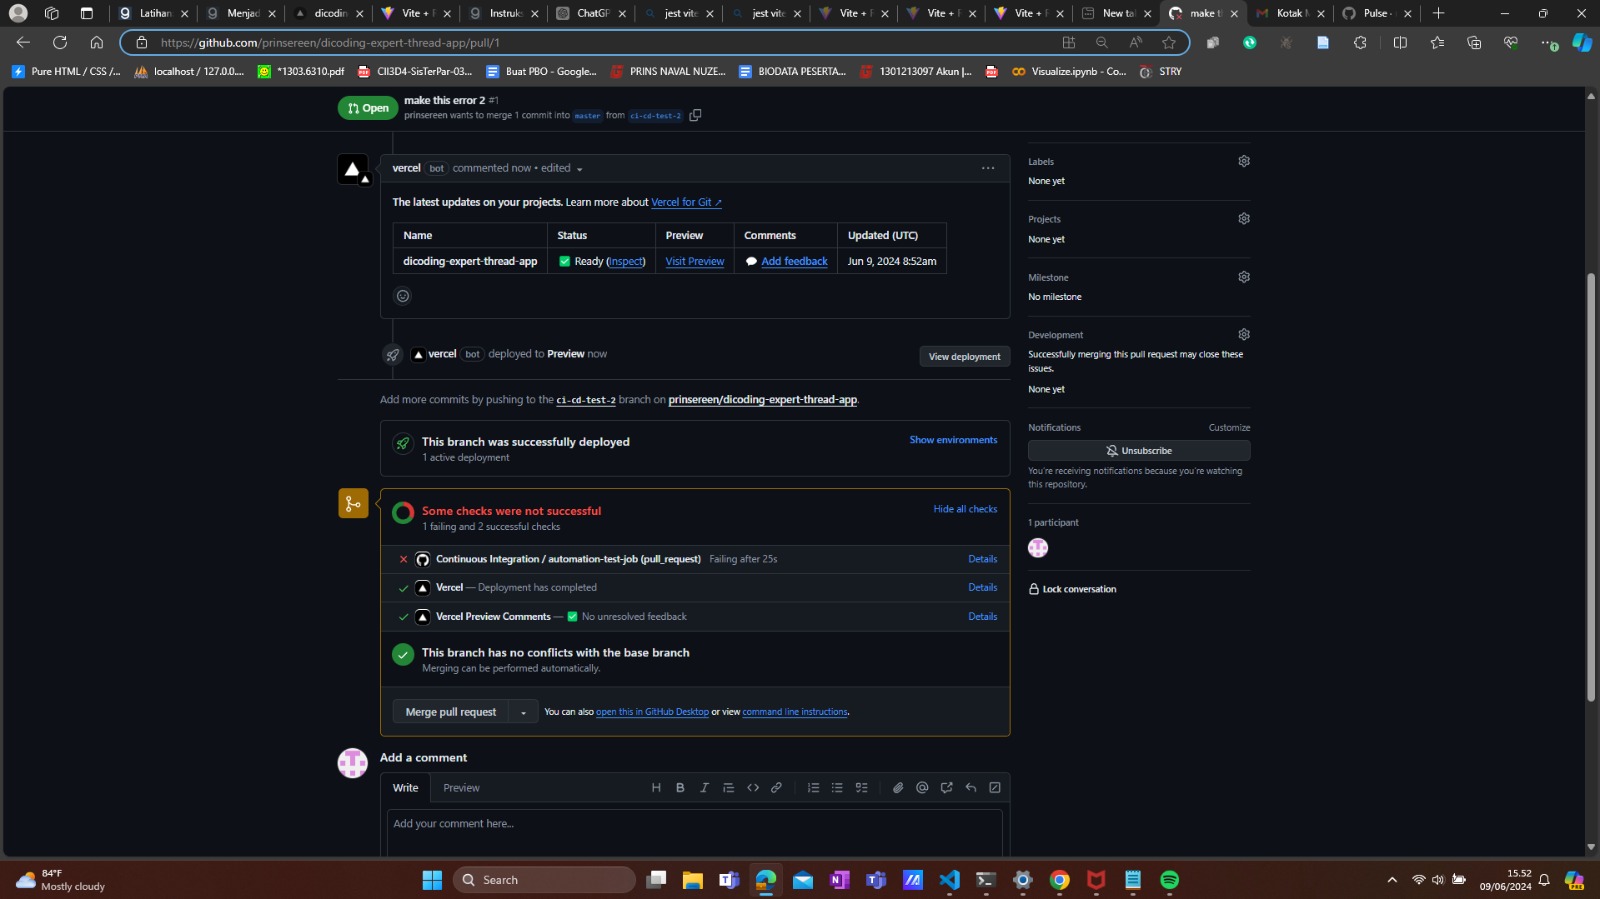 Latihan
Menjad
dicodin
Vite + F
Instruks
ChatGP
jest vite
jest vite
Vite + F
Vite + F
Vite + F
New tal
make tl
Kotak M
Pulse ·
https://github.com/prinsereen/dicoding-expert-thread-app/pull/1
Pure HTML / CSS /...
localhost / 127.0.0....
*1303.6310.pdf
CII3D4-SisTerPar-03...
Buat PBO - Google...
PRINS NAVAL NUZE...
BIODATA PESERTA...
1301213097 Akun |...
Visualize.ipynb - Co...
STRY
Open
make this error 2 #1
prinsereen wants to merge 1 commit into master from ci-cd-test-2
vercel bot commented now • edited
The latest updates on your projects. Learn more about Vercel for Git ↗
Name Status Preview Comments Updated (UTC)
dicoding-expert-thread-app ✅ Ready (Inspect) Visit Preview 💬 Add feedback Jun 9, 2024 8:52am
vercel bot deployed to Preview now
View deployment
Add more commits by pushing to the ci-cd-test-2 branch on prinsereen/dicoding-expert-thread-app.
This branch was successfully deployed
1 active deployment
Show environments
Some checks were not successful
1 failing and 2 successful checks
Hide all checks
Continuous Integration / automation-test-job (pull_request) Failing after 25s Details
Vercel — Deployment has completed Details
Vercel Preview Comments — ✅ No unresolved feedback Details
This branch has no conflicts with the base branch
Merging can be performed automatically.
Merge pull request
You can also open this in GitHub Desktop or view command line instructions.
Add a comment
Write Preview
Add your comment here...
Labels
None yet
Projects
None yet
Milestone
No milestone
Development
Successfully merging this pull request may close these
issues.
None yet
Notifications Customize
Unsubscribe
You're receiving notifications because you're watching
this repository.
1 participant
Lock conversation
84°F
Mostly cloudy
Search
15.52
09/06/2024